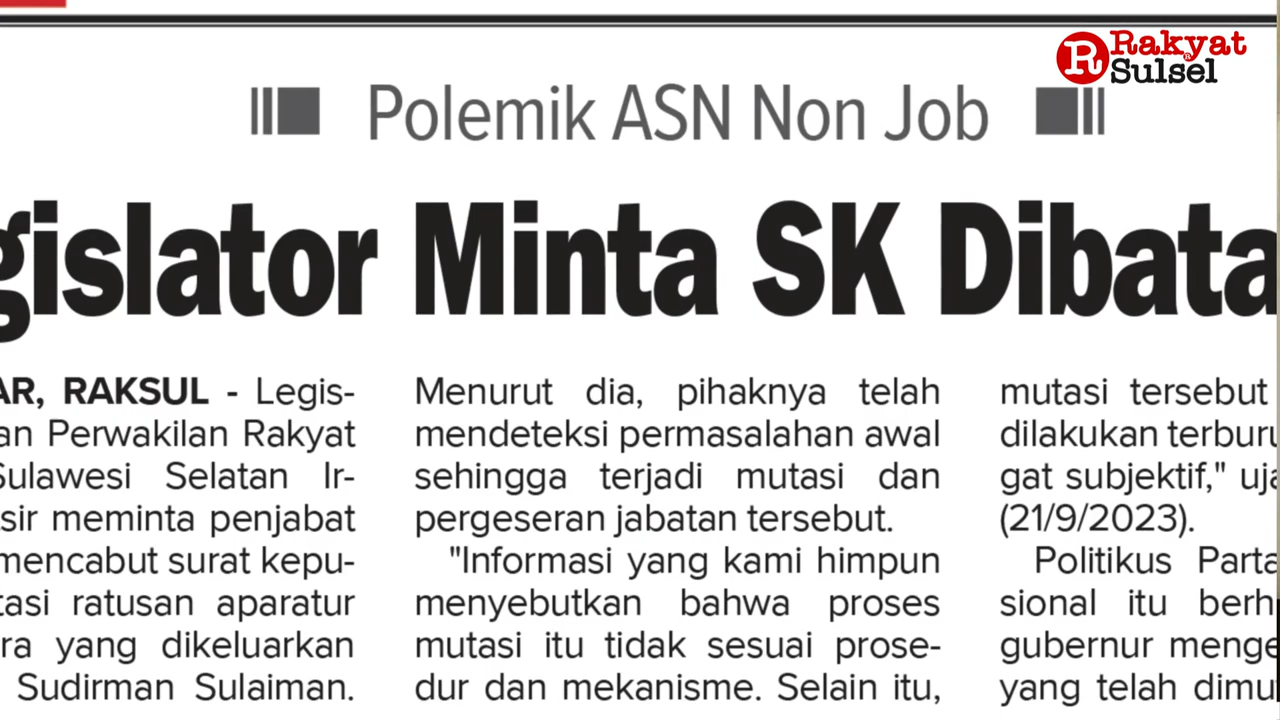 Rakyat
Sulsel
Polemik ASN Non Job
gislator Minta SK Dibata
AR, RAKSUL - Legis-
an Perwakilan Rakyat
Sulawesi Selatan Ir-
sir meminta penjabat
mencabut surat kepu-
tasi ratusan aparatur
ra yang dikeluarkan
Sudirman Sulaiman.
Menurut dia, pihaknya telah
mendeteksi permasalahan awal
sehingga terjadi mutasi dan
pergeseran jabatan tersebut.
"Informasi yang kami himpun
menyebutkan bahwa proses
mutasi itu tidak sesuai prose-
dur dan mekanisme. Selain itu,
mutasi tersebut
dilakukan terburu
gat subjektif," uja
(21/9/2023).
Politikus Parta
sional itu berh
gubernur menge
yang telah dimu